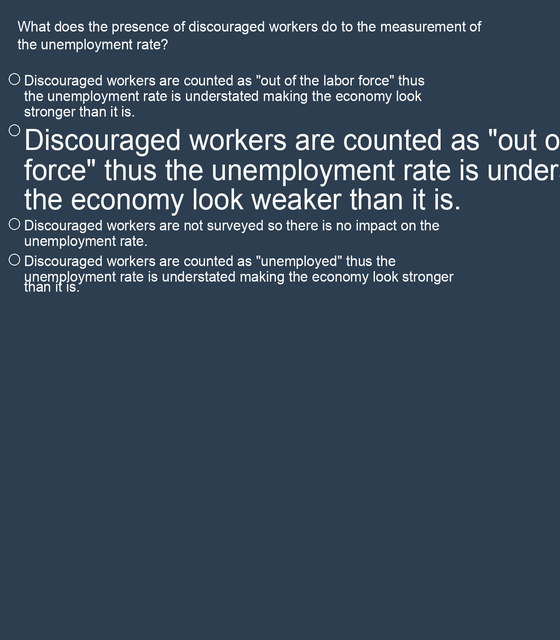 What does the presence of discouraged workers do to the measurement of
the unemployment rate?
Discouraged workers are counted as "out of the labor force" thus
the unemployment rate is understated making the economy look
stronger than it is.
Discouraged workers are counted as "out o
force" thus the unemployment rate is under
the economy look weaker than it is.
Discouraged workers are not surveyed so there is no impact on the
unemployment rate.
Discouraged workers are counted as "unemployed" thus the
unemployment rate is understated making the economy look stronger
than it is.